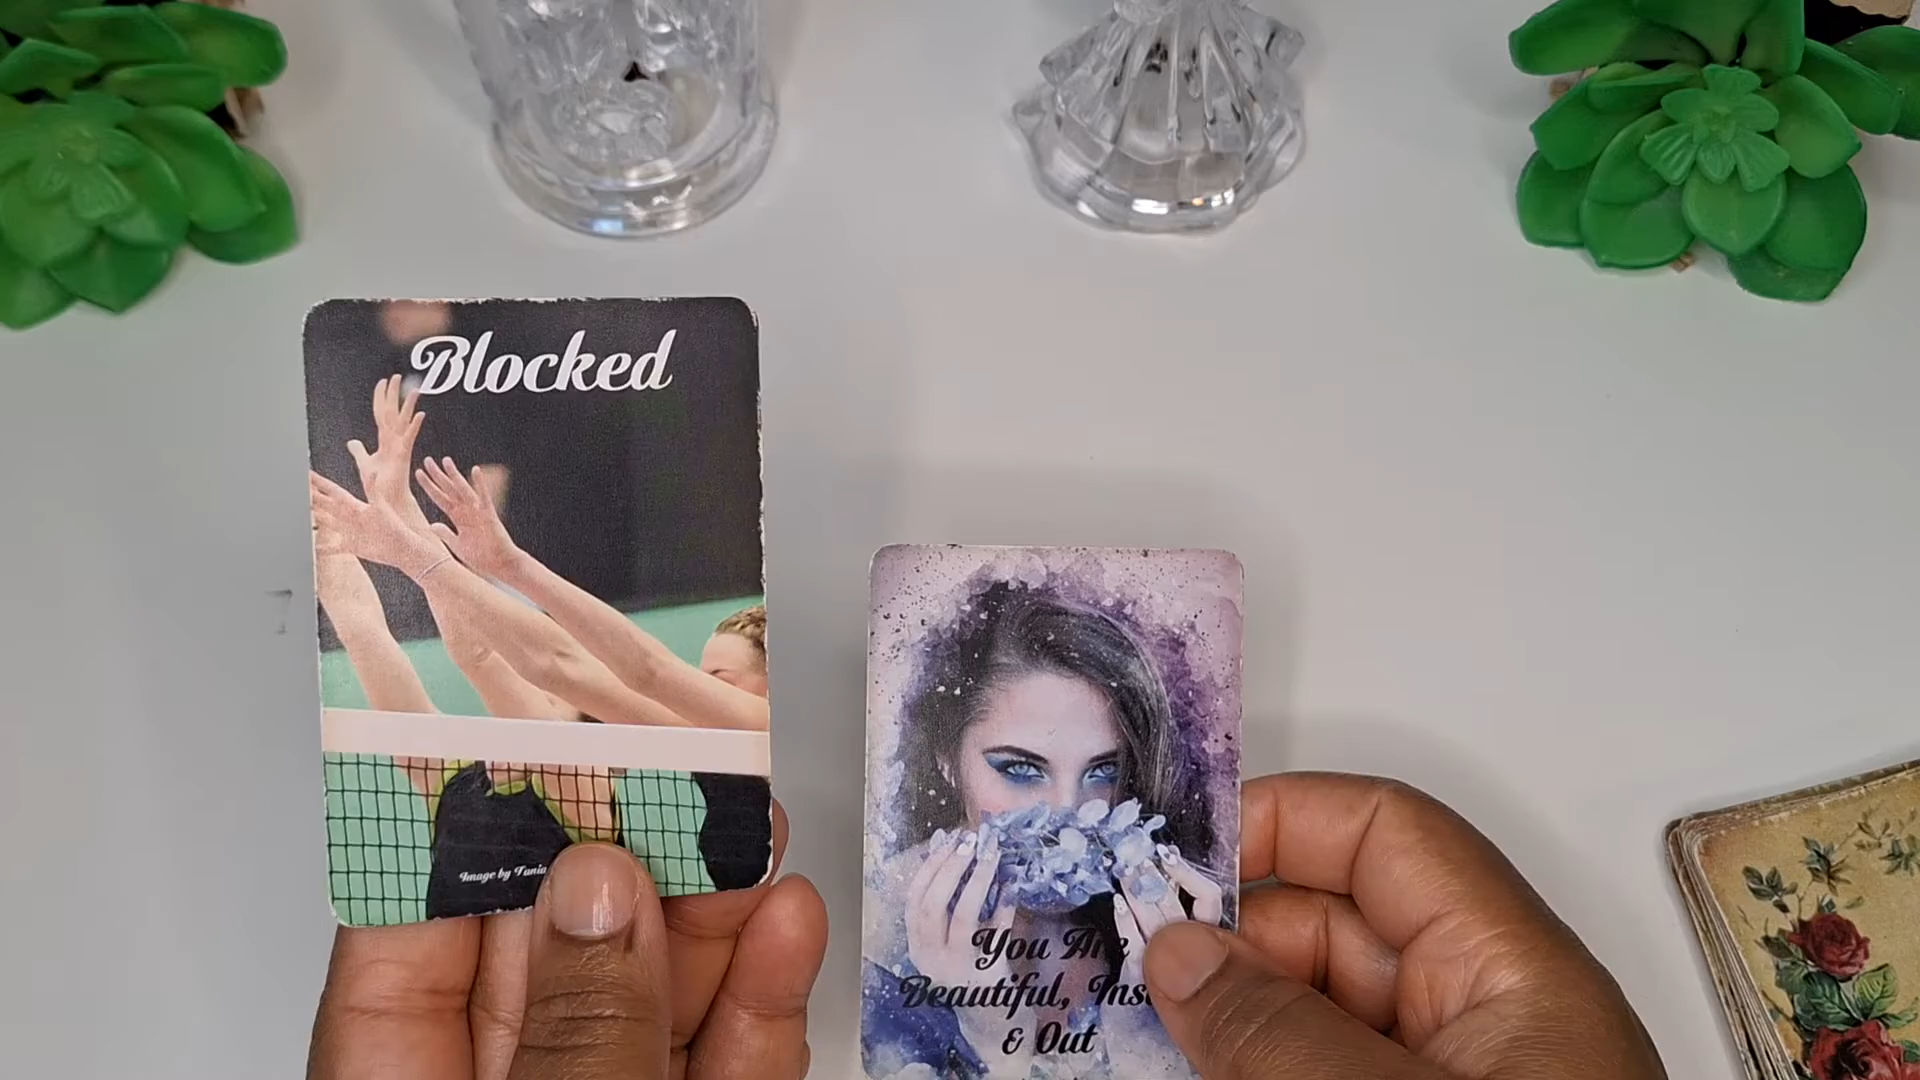 Blocked
Image by Tania
You Are
Beautiful,
& Out